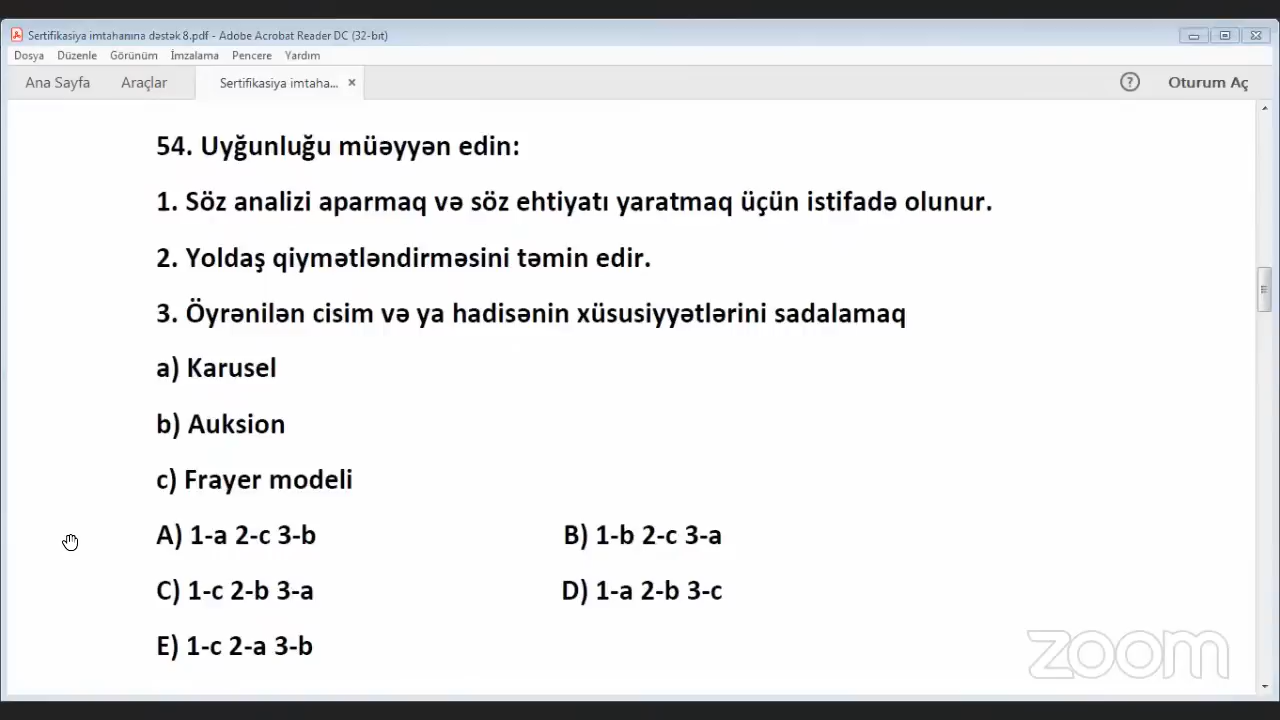 Sertifikasiya imtahanına dəstək 8.pdf - Adobe Acrobat Reader DC (32-bit)
Dosya Düzenle Görünüm İmzalama Pencere Yardım
Ana Sayfa Araçlar Sertifikasiya imtaha... × ? Oturum Aç
54. Uyğunluğu müəyyən edin:
1. Söz analizi aparmaq və söz ehtiyatı yaratmaq üçün istifadə olunur.
2. Yoldaş qiymətləndirməsini təmin edir.
3. Öyrənilən cisim və ya hadisənin xüsusiyyətlərini sadalamaq
a) Karusel
b) Auksion
c) Frayer modeli
A) 1-a 2-c 3-b B) 1-b 2-c 3-a
C) 1-c 2-b 3-a D) 1-a 2-b 3-c
E) 1-c 2-a 3-b
zoom